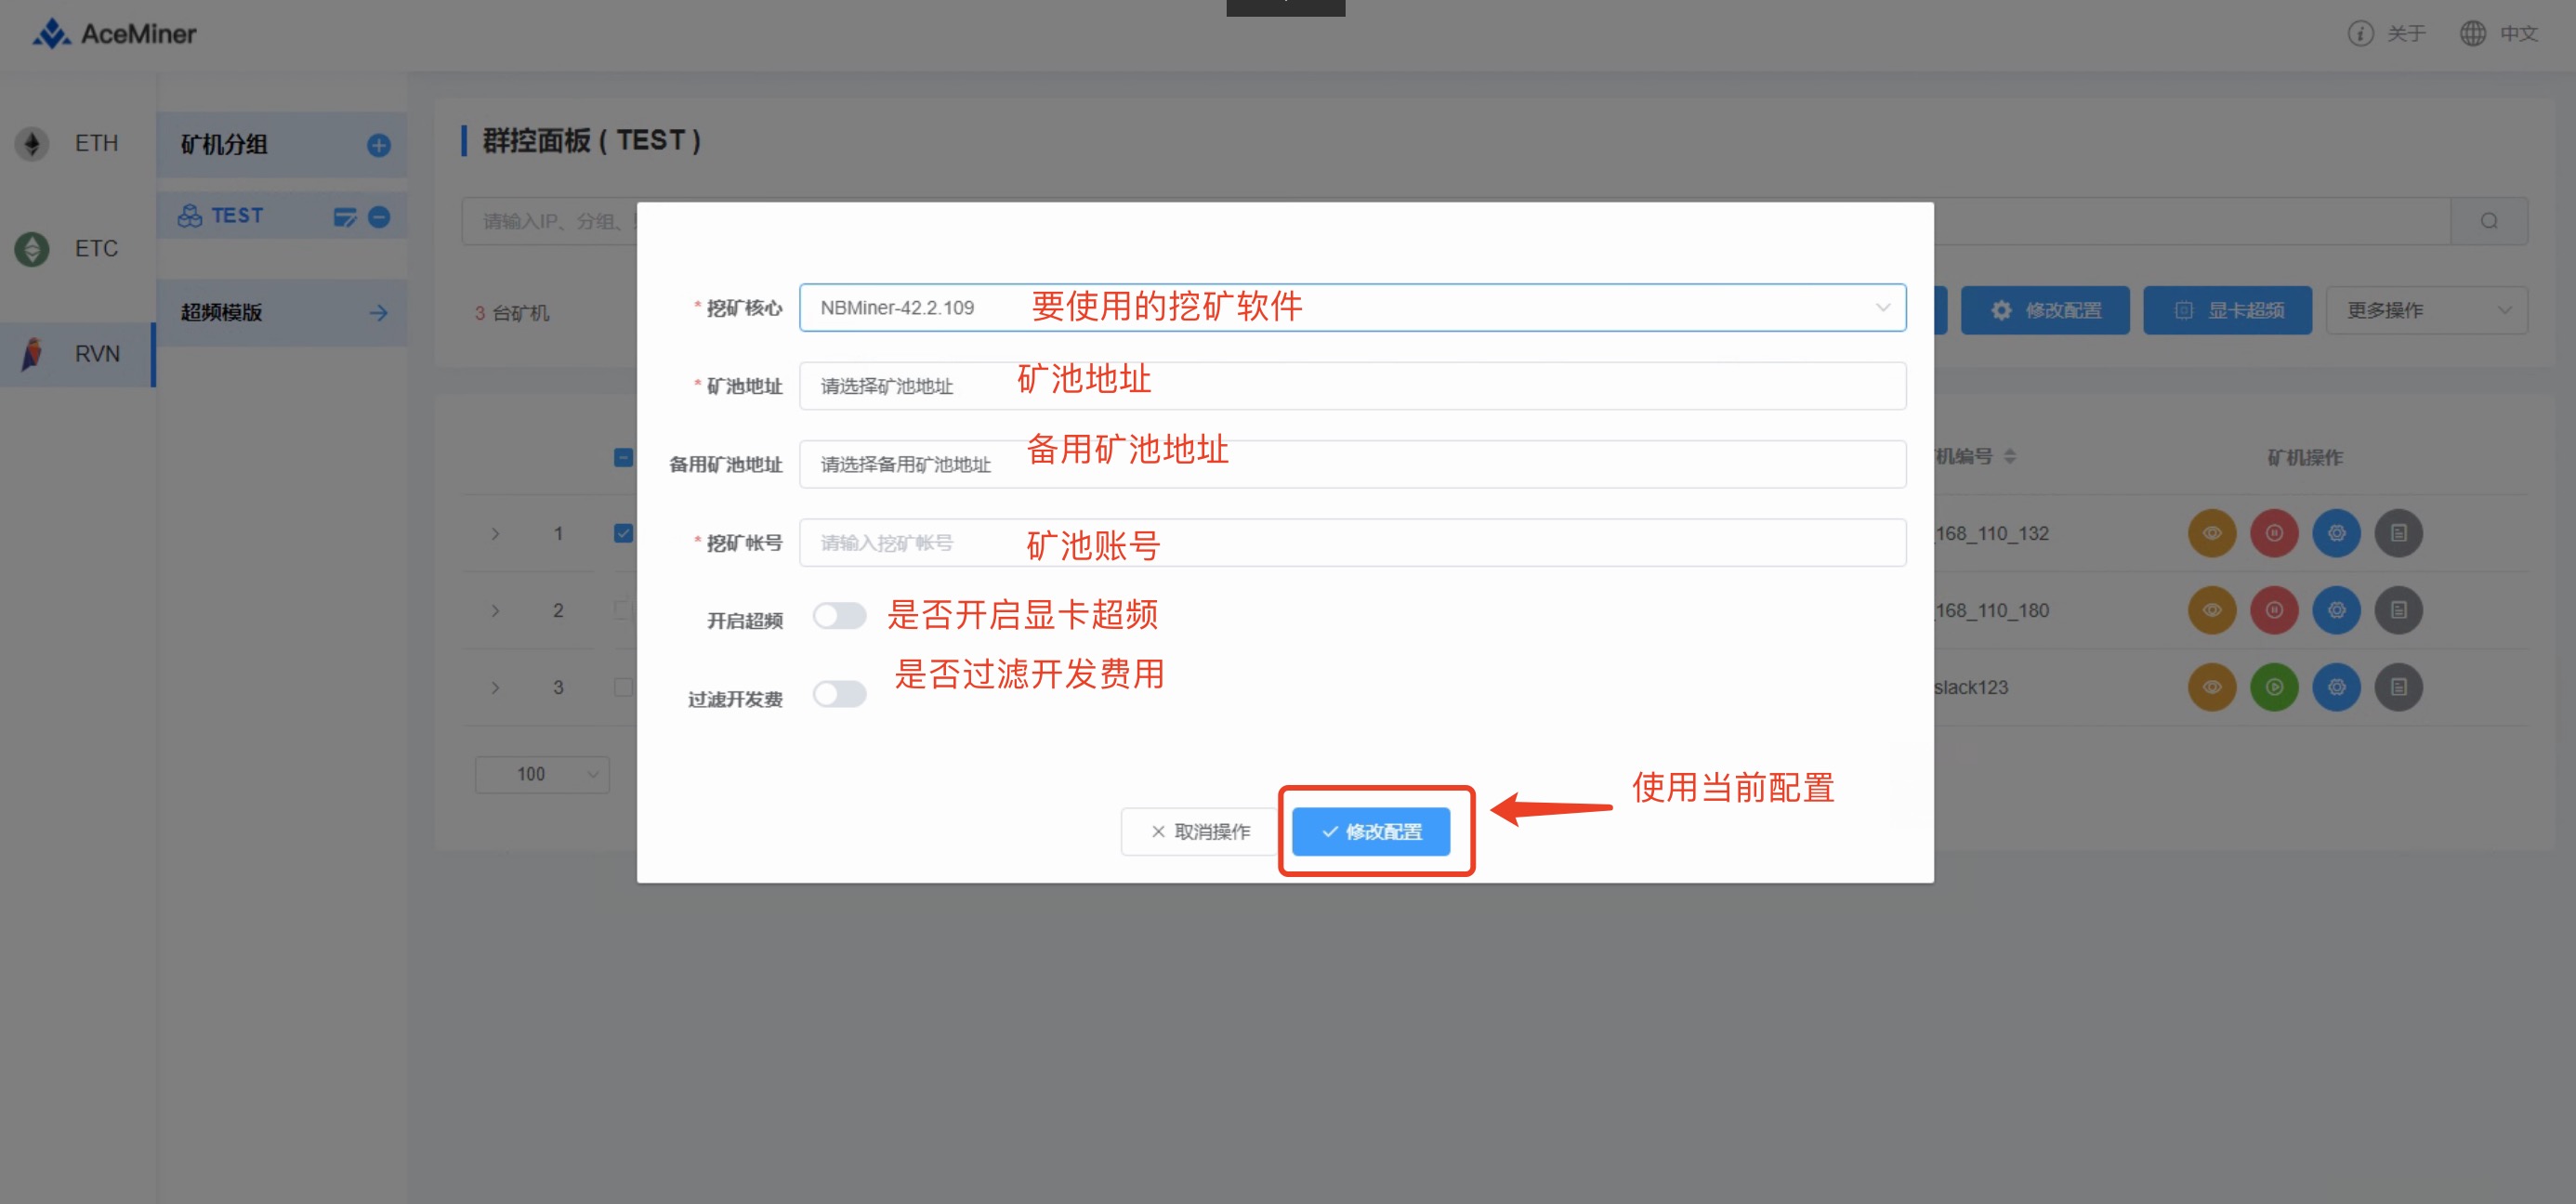 AceMiner
关于
中文
ETH
ETC
RVN
矿机分组
TEST
超频模版
群控面板 ( TEST )
请输入IP、分组、
3 台矿机
修改配置
显卡超频
更多操作
机编号
矿机操作
1
168_110_132
2
168_110_180
3
slack123
100
* 挖矿核心
NBMiner-42.2.109
要使用的挖矿软件
* 矿池地址
请选择矿池地址
矿池地址
备用矿池地址
请选择备用矿池地址
备用矿池地址
* 挖矿帐号
请输入挖矿帐号
矿池账号
开启超频
是否开启显卡超频
过滤开发费
是否过滤开发费用
取消操作
修改配置
使用当前配置